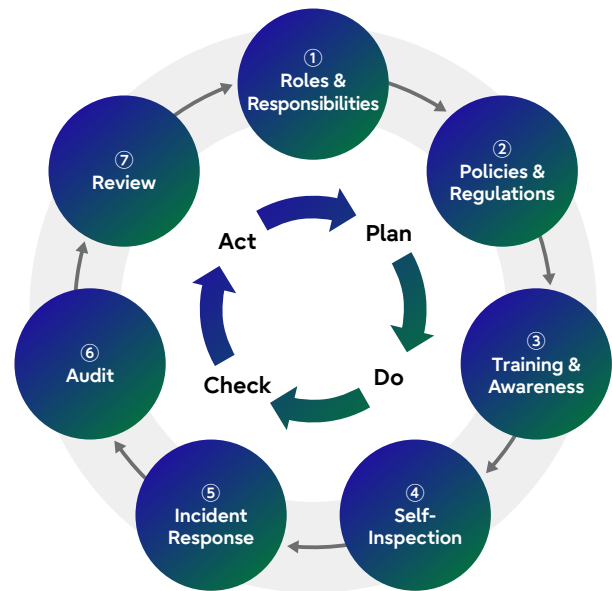 ①
Roles &
Responsibilities
②
Policies &
Regulations
③
Training &
Awareness
④
Self-
Inspection
⑤
Incident
Response
⑥
Audit
⑦
Review
Plan
Do
Check
Act